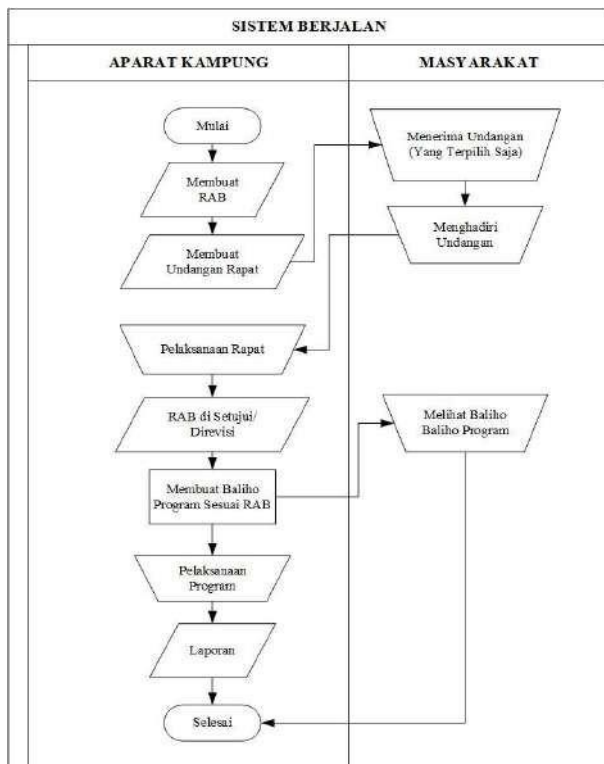 SISTEM BERJALAN
APARAT KAMPUNG
MASYARAKAT
Mulai
Membuat
RAB
Membuat
Undangan Rapat
Menerima Undangan
(Yang Terpilih Saja)
Menghadiri
Undangan
Pelaksanaan Rapat
RAB di Setujui/
Direvisi
Membuat Baliho
Program Sesuai RAB
Melihat Baliho
Baliho Program
Pelaksanaan
Program
Laporan
Selesai